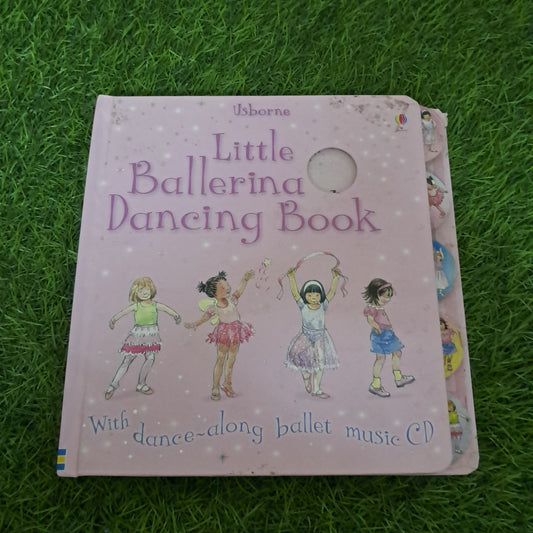 Usborne
Little
Ballerina
Dancing Book
With dance~along ballet music CD